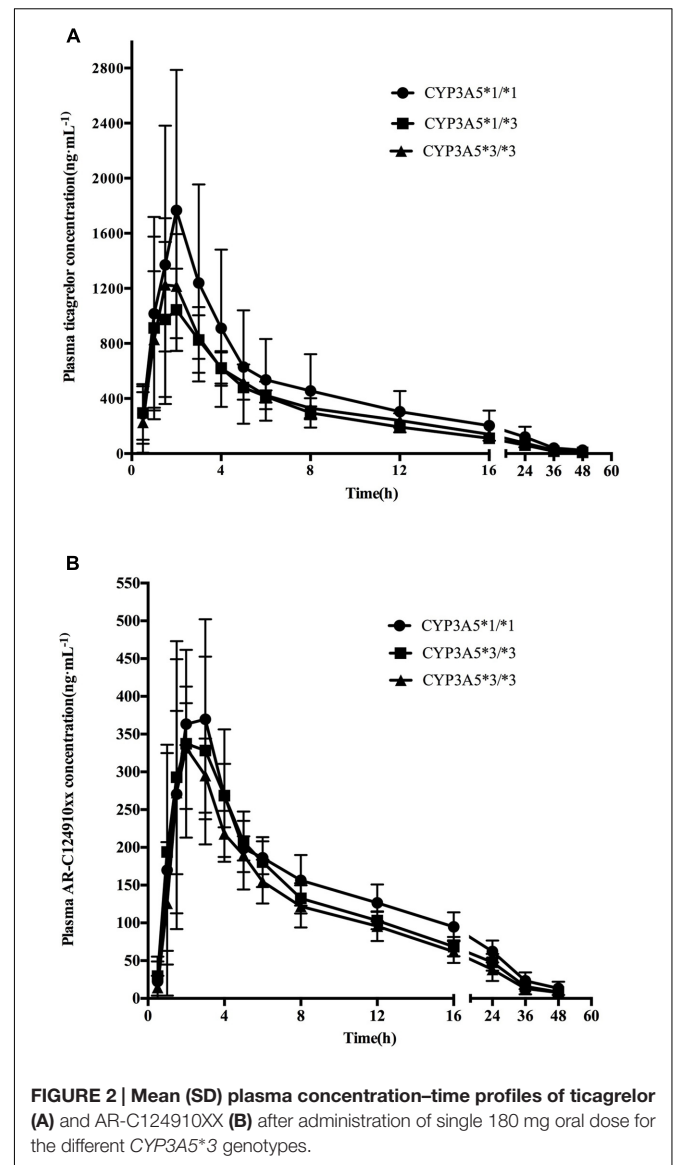 A
2800
2400
2000
1600
1200
800
400
0
Plasma ticagrelor concentration(ng·mL⁻¹)
CYP3A5*1/*1
CYP3A5*1/*3
CYP3A5*3/*3
0 4 8 12 16 24 36 48 60
Time(h)
B
550
500
450
400
350
300
250
200
150
100
50
0
Plasma AR-C124910xx concentration(ng·mL⁻¹)
CYP3A5*1/*1
CYP3A5*3/*3
CYP3A5*3/*3
0 4 8 12 16 24 36 48 60
Time(h)
FIGURE 2 | Mean (SD) plasma concentration–time profiles of ticagrelor
(A) and AR-C124910XX (B) after administration of single 180 mg oral dose for
the different CYP3A5*3 genotypes.